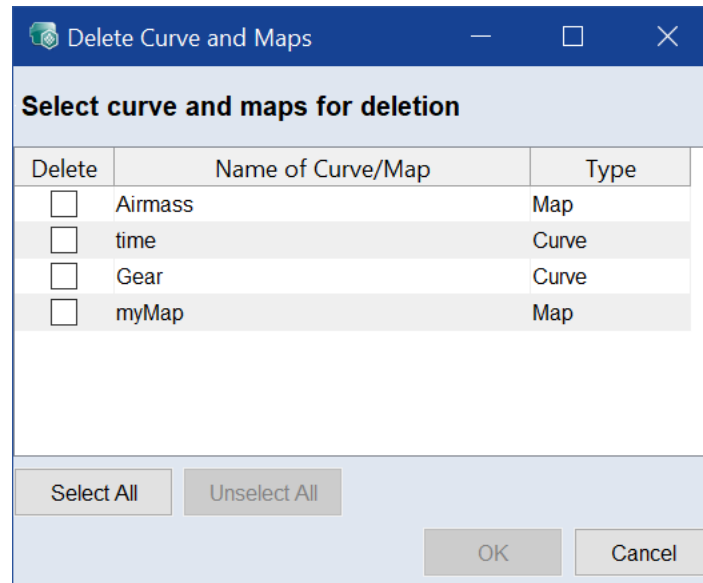 Delete Curve and Maps
Select curve and maps for deletion
Delete Name of Curve/Map Type
Airmass Map
time Curve
Gear Curve
myMap Map
Select All Unselect All
OK Cancel